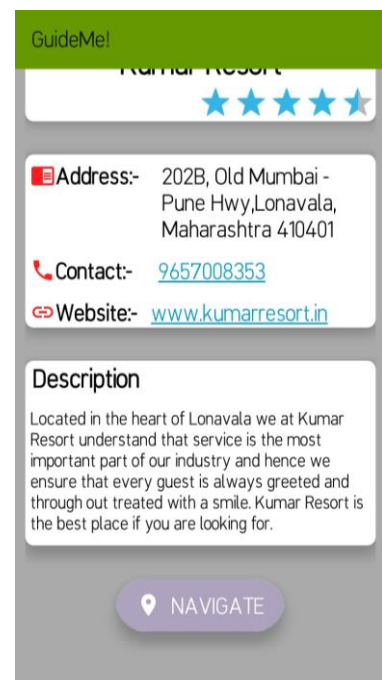 GuideMe!
Kumar Resort
Address:- 202B, Old Mumbai -
Pune Hwy,Lonavala,
Maharashtra 410401
Contact:- 9657008353
Website:- www.kumarresort.in
Description
Located in the heart of Lonavala we at Kumar
Resort understand that service is the most
important part of our industry and hence we
ensure that every guest is always greeted and
through out treated with a smile. Kumar Resort is
the best place if you are looking for.
NAVIGATE